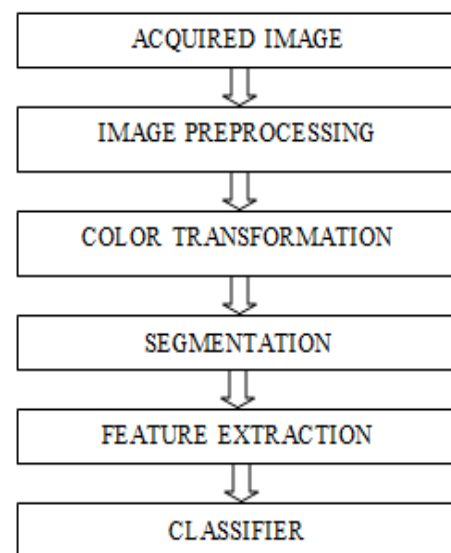 ACQUIRED IMAGE
IMAGE PREPROCESSING
COLOR TRANSFORMATION
SEGMENTATION
FEATURE EXTRACTION
CLASSIFIER